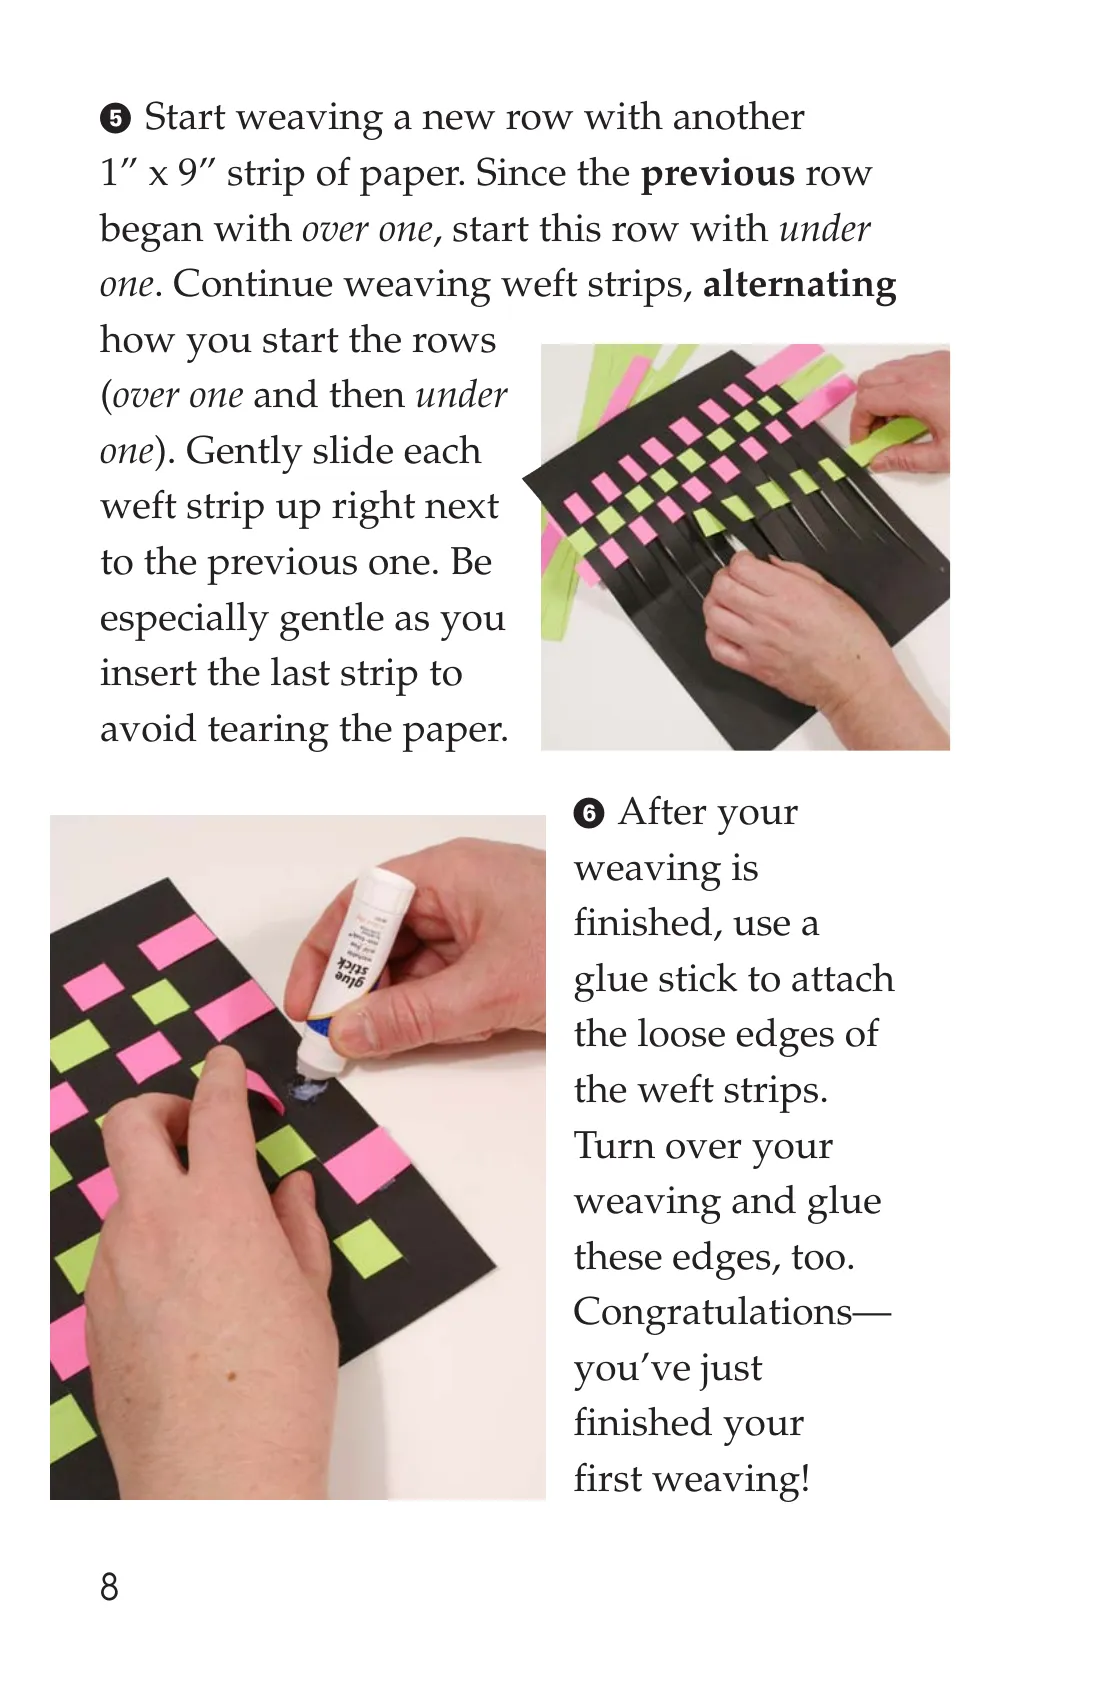 ❺ Start weaving a new row with another
1” x 9” strip of paper. Since the previous row
began with over one, start this row with under
one. Continue weaving weft strips, alternating
how you start the rows
(over one and then under
one). Gently slide each
weft strip up right next
to the previous one. Be
especially gentle as you
insert the last strip to
avoid tearing the paper.
❻ After your
weaving is
finished, use a
glue stick to attach
the loose edges of
the weft strips.
Turn over your
weaving and glue
these edges, too.
Congratulations—
you’ve just
finished your
first weaving!
glue
stick
8